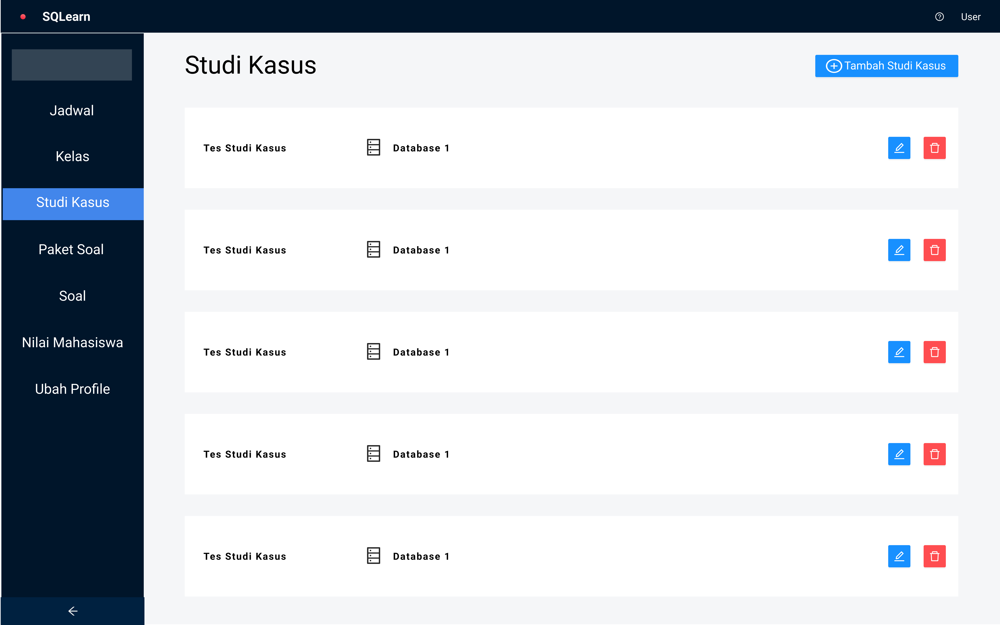 SQLearn
User
Jadwal
Kelas
Studi Kasus
Paket Soal
Soal
Nilai Mahasiswa
Ubah Profile
Studi Kasus
Tambah Studi Kasus
Tes Studi Kasus
Database 1
Tes Studi Kasus
Database 1
Tes Studi Kasus
Database 1
Tes Studi Kasus
Database 1
Tes Studi Kasus
Database 1